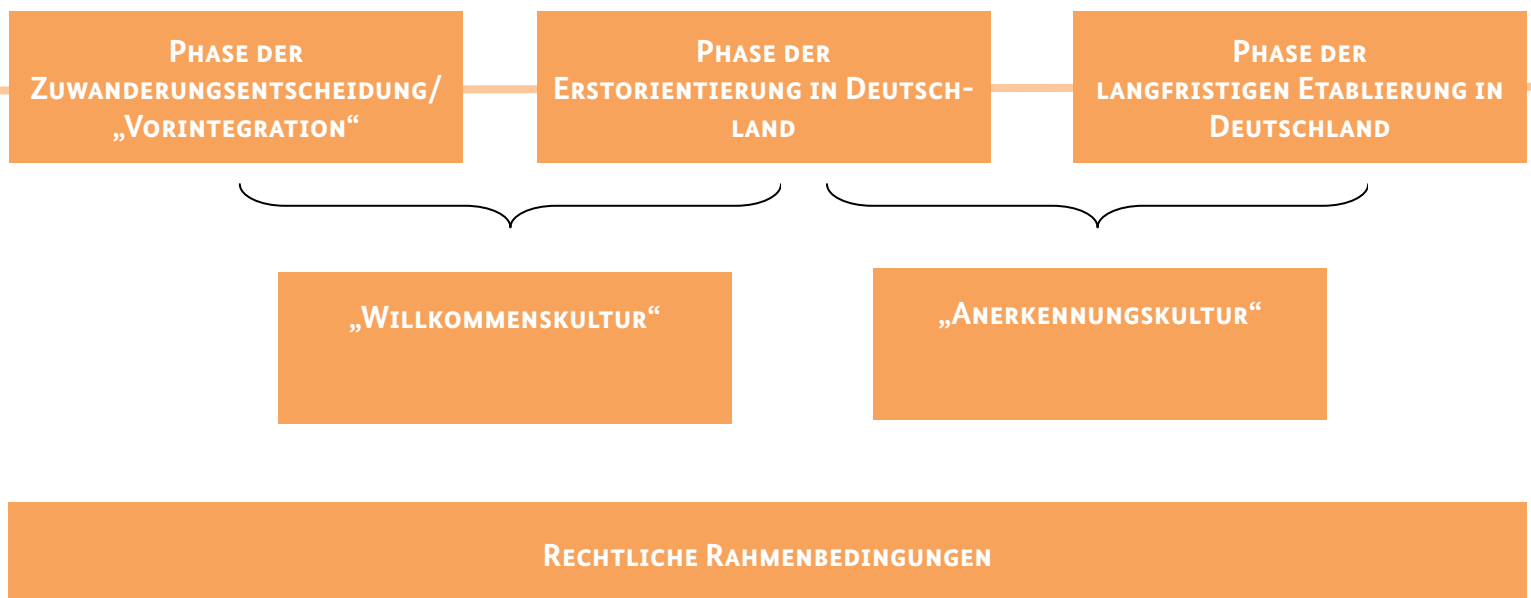 Phase der
Zuwanderungsentscheidung/
„Vorintegration“
Phase der
Erstorientierung in Deutsch-
land
Phase der
langfristigen Etablierung in
Deutschland
„Willkommenskultur“
„Anerkennungskultur“
Rechtliche Rahmenbedingungen